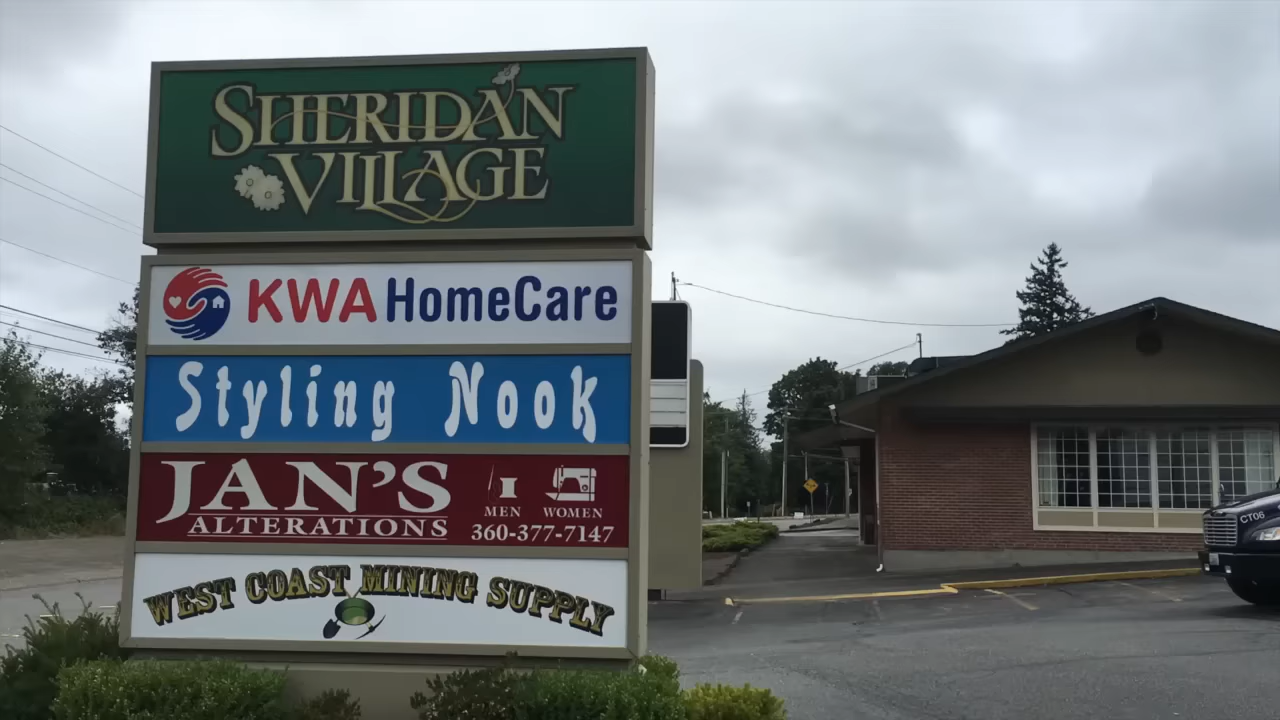 SHERIDAN
VILLAGE
KWA HomeCare
Styling Nook
JAN'S
ALTERATIONS
MEN WOMEN
360-377-7147
WEST COAST MINING SUPPLY
CT06